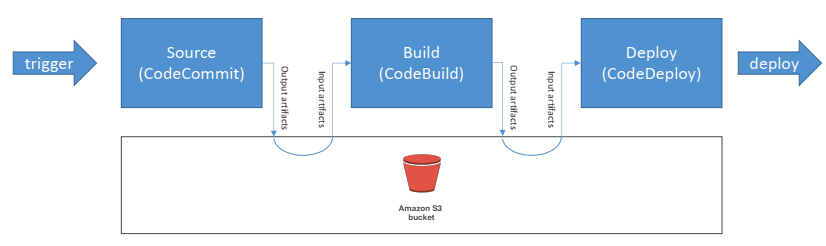 trigger
Source
(CodeCommit)
Output artifacts
Input artifacts
Build
(CodeBuild)
Output artifacts
Input artifacts
Deploy
(CodeDeploy)
deploy
Amazon S3
bucket